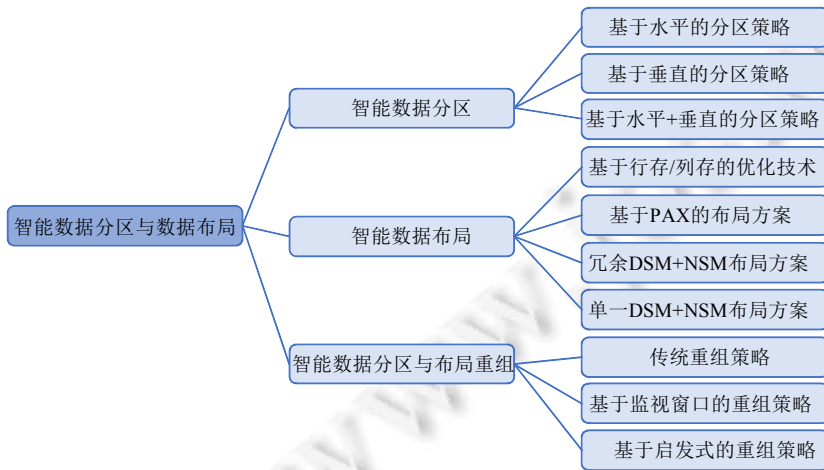 智能数据分区与数据布局
智能数据分区
基于水平的分区策略
基于垂直的分区策略
基于水平+垂直的分区策略
智能数据布局
基于行存/列存的优化技术
基于PAX的布局方案
冗余DSM+NSM布局方案
单一DSM+NSM布局方案
智能数据分区与布局重组
传统重组策略
基于监视窗口的重组策略
基于启发式的重组策略